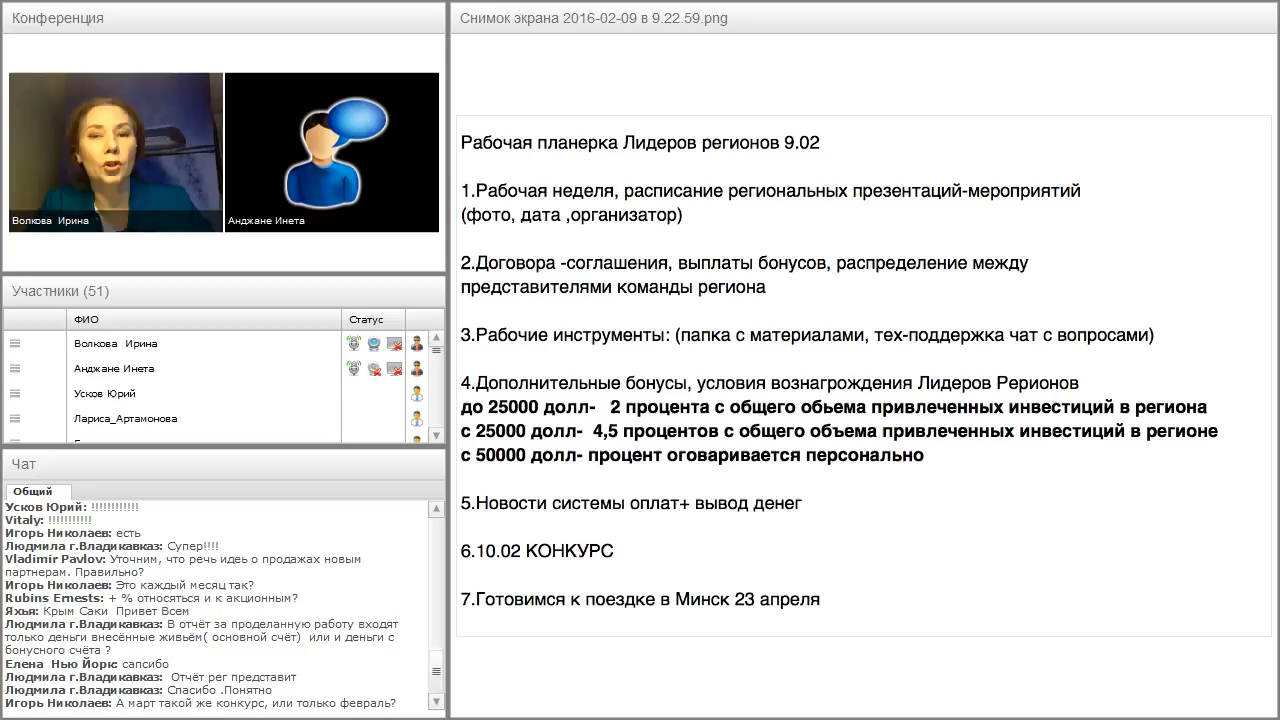 Конференция
Волкова Ирина
Анджане Инета
Участники (51)
ФИО
Статус
Волкова Ирина
Анджане Инета
Усков Юрий
Лариса_Артамонова
Чат
Общий
Усков Юрий: !!!!!!!!!!!!
Vitaly: !!!!!!!!!!!
Игорь Николаев: есть
Людмила г.Владикавказ: Супер!!!!
Vladimir Pavlov: Уточним, что речь идеь о продажах новым
партнерам. Правильно?
Игорь Николаев: Это каждый месяц так?
Rubins Ernests: + % относяться и к акционным?
Яхья: Крым Саки Привет Всем
Людмила г.Владикавказ: В отчёт за проделанную работу входят
только деньги внесённые живьём( основной счёт) или и деньги с
бонусного счёта ?
Елена Нью Йорк: сапсибо
Людмила г.Владикавказ: Отчёт рег представит
Людмила г.Владикавказ: Спасибо .Понятно
Игорь Николаев: А март такой же конкурс, или только февраль?
Снимок экрана 2016-02-09 в 9.22.59.png
Рабочая планерка Лидеров регионов 9.02
1.Рабочая неделя, расписание региональных презентаций-мероприятий
(фото, дата ,организатор)
2.Договора -соглашения, выплаты бонусов, распределение между
представителями команды региона
3.Рабочие инструменты: (папка с материалами, тех-поддержка чат с вопросами)
4.Дополнительные бонусы, условия вознагрождения Лидеров Рерионов
до 25000 долл- 2 процента с общего обьема привлеченных инвестиций в региона
с 25000 долл- 4,5 процентов с общего объема привлеченных инвестиций в регионе
с 50000 долл- процент оговаривается персонально
5.Новости системы оплат+ вывод денег
6.10.02 КОНКУРС
7.Готовимся к поездке в Минск 23 апреля